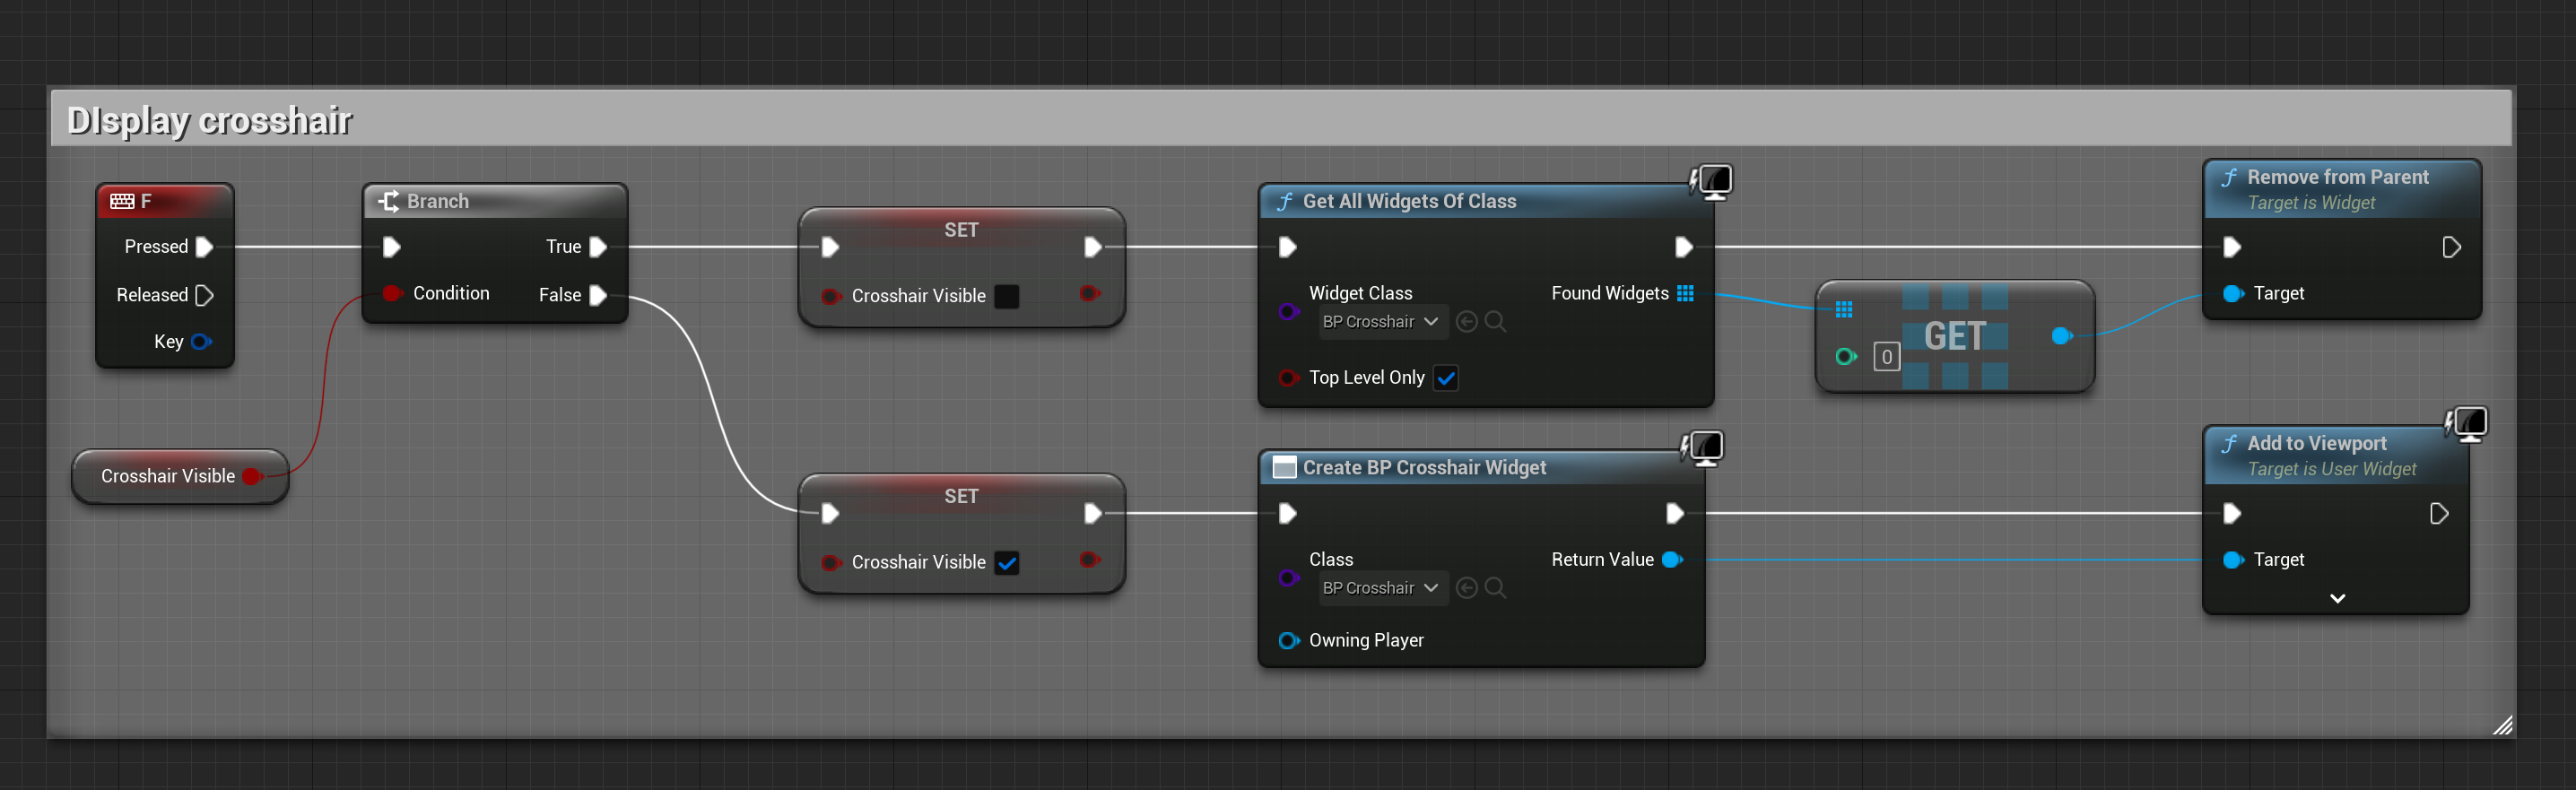 DIsplay crosshair
F
Pressed
Released
Key
Crosshair Visible
Branch
True
Condition
False
SET
Crosshair Visible
SET
Crosshair Visible
Get All Widgets Of Class
Widget Class
Found Widgets
BP Crosshair
Top Level Only
GET
0
Remove from Parent
Target is Widget
Target
Create BP Crosshair Widget
Class
Return Value
BP Crosshair
Owning Player
Add to Viewport
Target is User Widget
Target